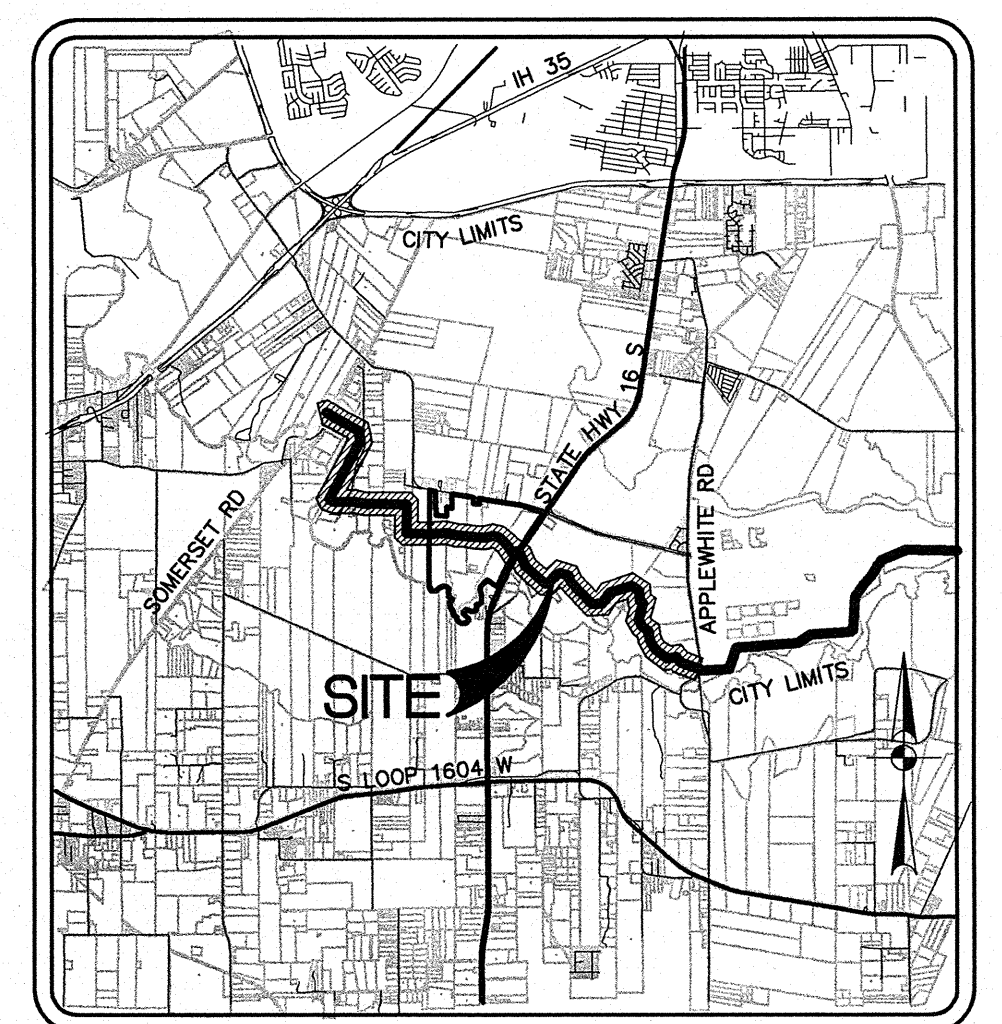 IH 35
CITY LIMITS
STATE HWY 16 S
SOMERSET RD
APPLEWHITE RD
SITE
CITY LIMITS
S LOOP 1604 W